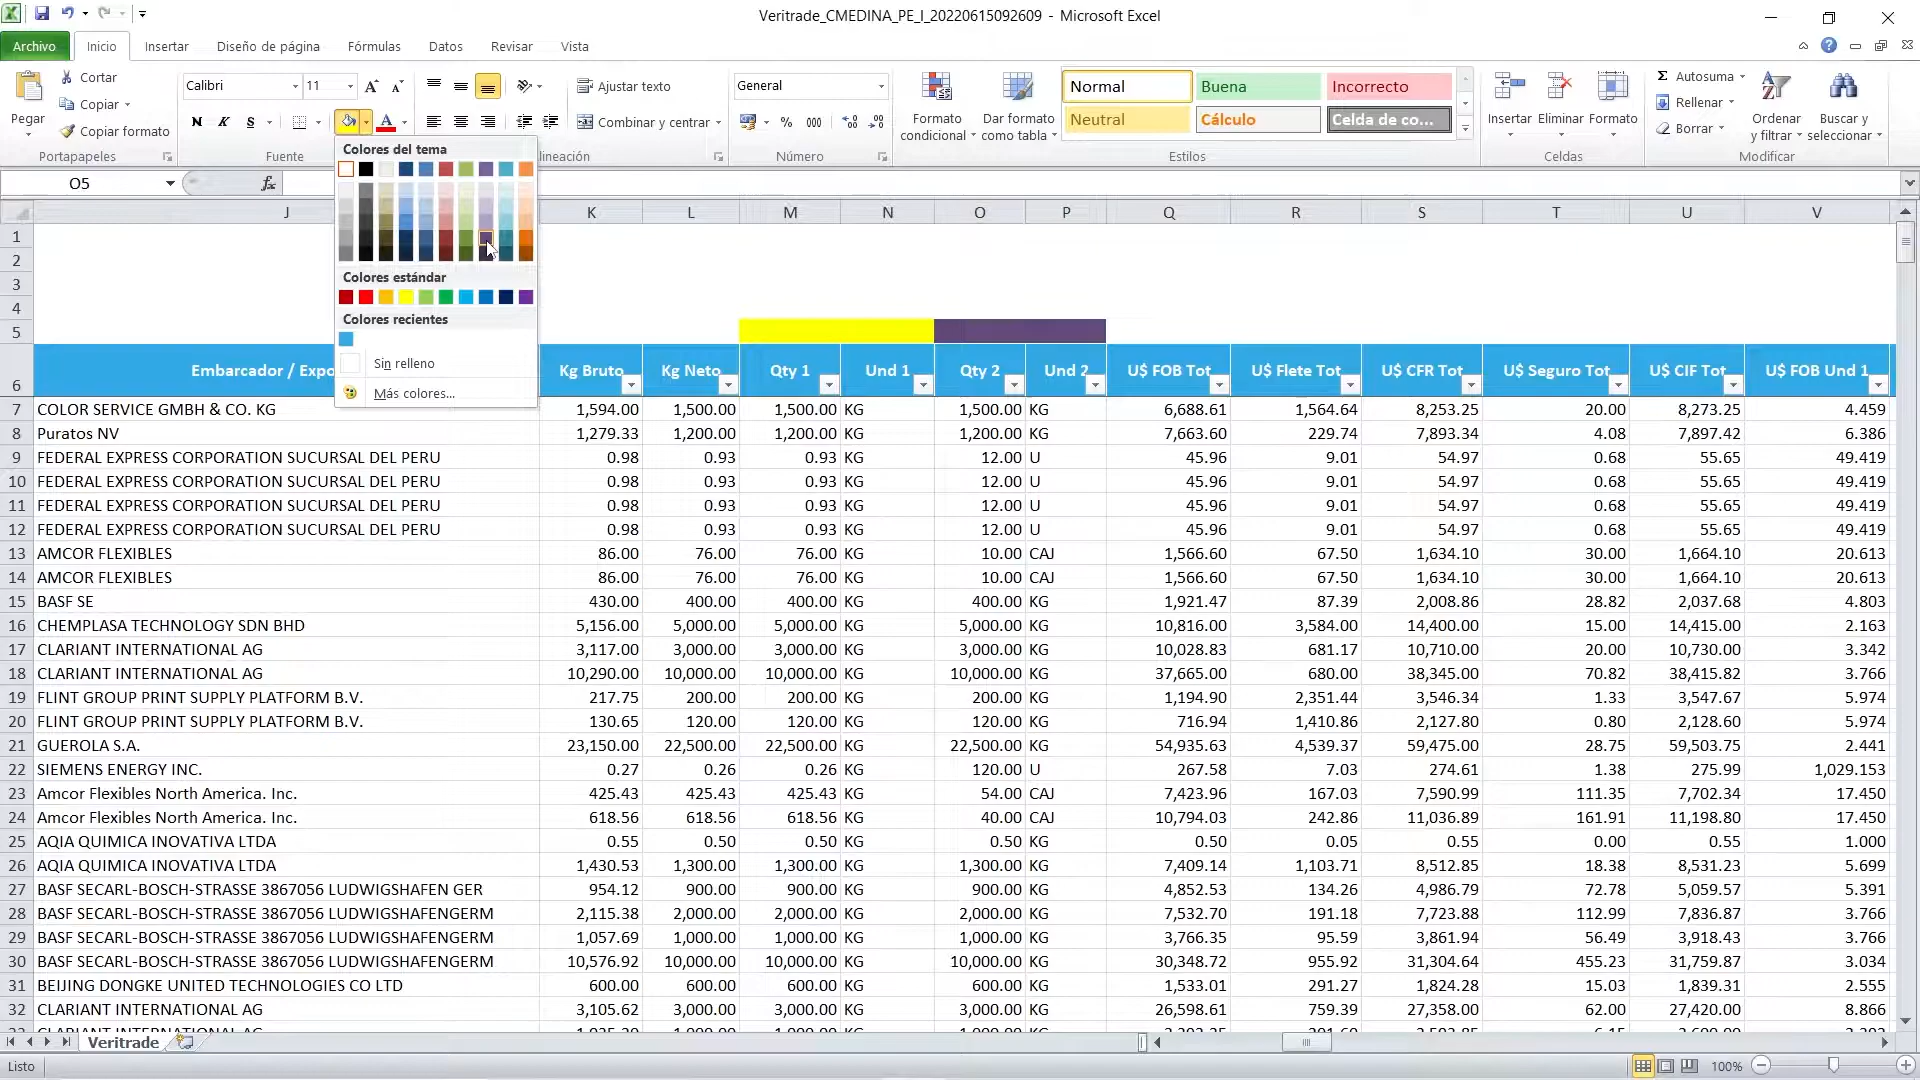 Veritrade_CMEDINA_PE_I_20220615092609 - Microsoft Excel
Archivo Inicio Insertar Diseño de página Fórmulas Datos Revisar Vista
Pegar Cortar Copiar Copiar formato Portapapeles
Calibri 11 N K S Fuente
Ajustar texto Combinar y centrar lineación
General % 000 Número
Formato condicional Dar formato como tabla
Normal Buena Incorrecto
Neutral Cálculo Celda de co...
Estilos
Insertar Eliminar Formato Celdas
Autosuma Rellenar Borrar Ordenar y filtrar Buscar y seleccionar Modificar
O5 fx
Colores del tema
Colores estándar
Colores recientes
Sin relleno
Más colores...
J K L M N O P Q R S T U V
1
2
3
4
5
6 Embarcador / Expo Kg Bruto Kg Neto Qty 1 Und 1 Qty 2 Und 2 U$ FOB Tot U$ Flete Tot U$ CFR Tot U$ Seguro Tot U$ CIF Tot U$ FOB Und 1
7 COLOR SERVICE GMBH & CO. KG 1,594.00 1,500.00 1,500.00 KG 1,500.00 KG 6,688.61 1,564.64 8,253.25 20.00 8,273.25 4.459
8 Puratos NV 1,279.33 1,200.00 1,200.00 KG 1,200.00 KG 7,663.60 229.74 7,893.34 4.08 7,897.42 6.386
9 FEDERAL EXPRESS CORPORATION SUCURSAL DEL PERU 0.98 0.93 0.93 KG 12.00 U 45.96 9.01 54.97 0.68 55.65 49.419
10 FEDERAL EXPRESS CORPORATION SUCURSAL DEL PERU 0.98 0.93 0.93 KG 12.00 U 45.96 9.01 54.97 0.68 55.65 49.419
11 FEDERAL EXPRESS CORPORATION SUCURSAL DEL PERU 0.98 0.93 0.93 KG 12.00 U 45.96 9.01 54.97 0.68 55.65 49.419
12 FEDERAL EXPRESS CORPORATION SUCURSAL DEL PERU 0.98 0.93 0.93 KG 12.00 U 45.96 9.01 54.97 0.68 55.65 49.419
13 AMCOR FLEXIBLES 86.00 76.00 76.00 KG 10.00 CAJ 1,566.60 67.50 1,634.10 30.00 1,664.10 20.613
14 AMCOR FLEXIBLES 86.00 76.00 76.00 KG 10.00 CAJ 1,566.60 67.50 1,634.10 30.00 1,664.10 20.613
15 BASF SE 430.00 400.00 400.00 KG 400.00 KG 1,921.47 87.39 2,008.86 28.82 2,037.68 4.803
16 CHEMPLASA TECHNOLOGY SDN BHD 5,156.00 5,000.00 5,000.00 KG 5,000.00 KG 10,816.00 3,584.00 14,400.00 15.00 14,415.00 2.163
17 CLARIANT INTERNATIONAL AG 3,117.00 3,000.00 3,000.00 KG 3,000.00 KG 10,028.83 681.17 10,710.00 20.00 10,730.00 3.342
18 CLARIANT INTERNATIONAL AG 10,290.00 10,000.00 10,000.00 KG 10,000.00 KG 37,665.00 680.00 38,345.00 70.82 38,415.82 3.766
19 FLINT GROUP PRINT SUPPLY PLATFORM B.V. 217.75 200.00 200.00 KG 200.00 KG 1,194.90 2,351.44 3,546.34 1.33 3,547.67 5.974
20 FLINT GROUP PRINT SUPPLY PLATFORM B.V. 130.65 120.00 120.00 KG 120.00 KG 716.94 1,410.86 2,127.80 0.80 2,128.60 5.974
21 GUEROLA S.A. 23,150.00 22,500.00 22,500.00 KG 22,500.00 KG 54,935.63 4,539.37 59,475.00 28.75 59,503.75 2.441
22 SIEMENS ENERGY INC. 0.27 0.26 0.26 KG 120.00 U 267.58 7.03 274.61 1.38 275.99 1,029.153
23 Amcor Flexibles North America. Inc. 425.43 425.43 425.43 KG 54.00 CAJ 7,423.96 167.03 7,590.99 111.35 7,702.34 17.450
24 Amcor Flexibles North America. Inc. 618.56 618.56 618.56 KG 40.00 CAJ 10,794.03 242.86 11,036.89 161.91 11,198.80 17.450
25 AQIA QUIMICA INOVATIVA LTDA 0.55 0.50 0.50 KG 0.50 KG 0.50 0.05 0.55 0.00 0.55 1.000
26 AQIA QUIMICA INOVATIVA LTDA 1,430.53 1,300.00 1,300.00 KG 1,300.00 KG 7,409.14 1,103.71 8,512.85 18.38 8,531.23 5.699
27 BASF SECARL-BOSCH-STRASSE 3867056 LUDWIGSHAFEN GER 954.12 900.00 900.00 KG 900.00 KG 4,852.53 134.26 4,986.79 72.78 5,059.57 5.391
28 BASF SECARL-BOSCH-STRASSE 3867056 LUDWIGSHAFENGERM 2,115.38 2,000.00 2,000.00 KG 2,000.00 KG 7,532.70 191.18 7,723.88 112.99 7,836.87 3.766
29 BASF SECARL-BOSCH-STRASSE 3867056 LUDWIGSHAFENGERM 1,057.69 1,000.00 1,000.00 KG 1,000.00 KG 3,766.35 95.59 3,861.94 56.49 3,918.43 3.766
30 BASF SECARL-BOSCH-STRASSE 3867056 LUDWIGSHAFENGERM 10,576.92 10,000.00 10,000.00 KG 10,000.00 KG 30,348.72 955.92 31,304.64 455.23 31,759.87 3.034
31 BEIJING DONGKE UNITED TECHNOLOGIES CO LTD 600.00 600.00 600.00 KG 600.00 KG 1,533.01 291.27 1,824.28 15.03 1,839.31 2.555
32 CLARIANT INTERNATIONAL AG 3,105.62 3,000.00 3,000.00 KG 3,000.00 KG 26,598.61 759.39 27,358.00 62.00 27,420.00 8.866
Veritrade
Listo 100%